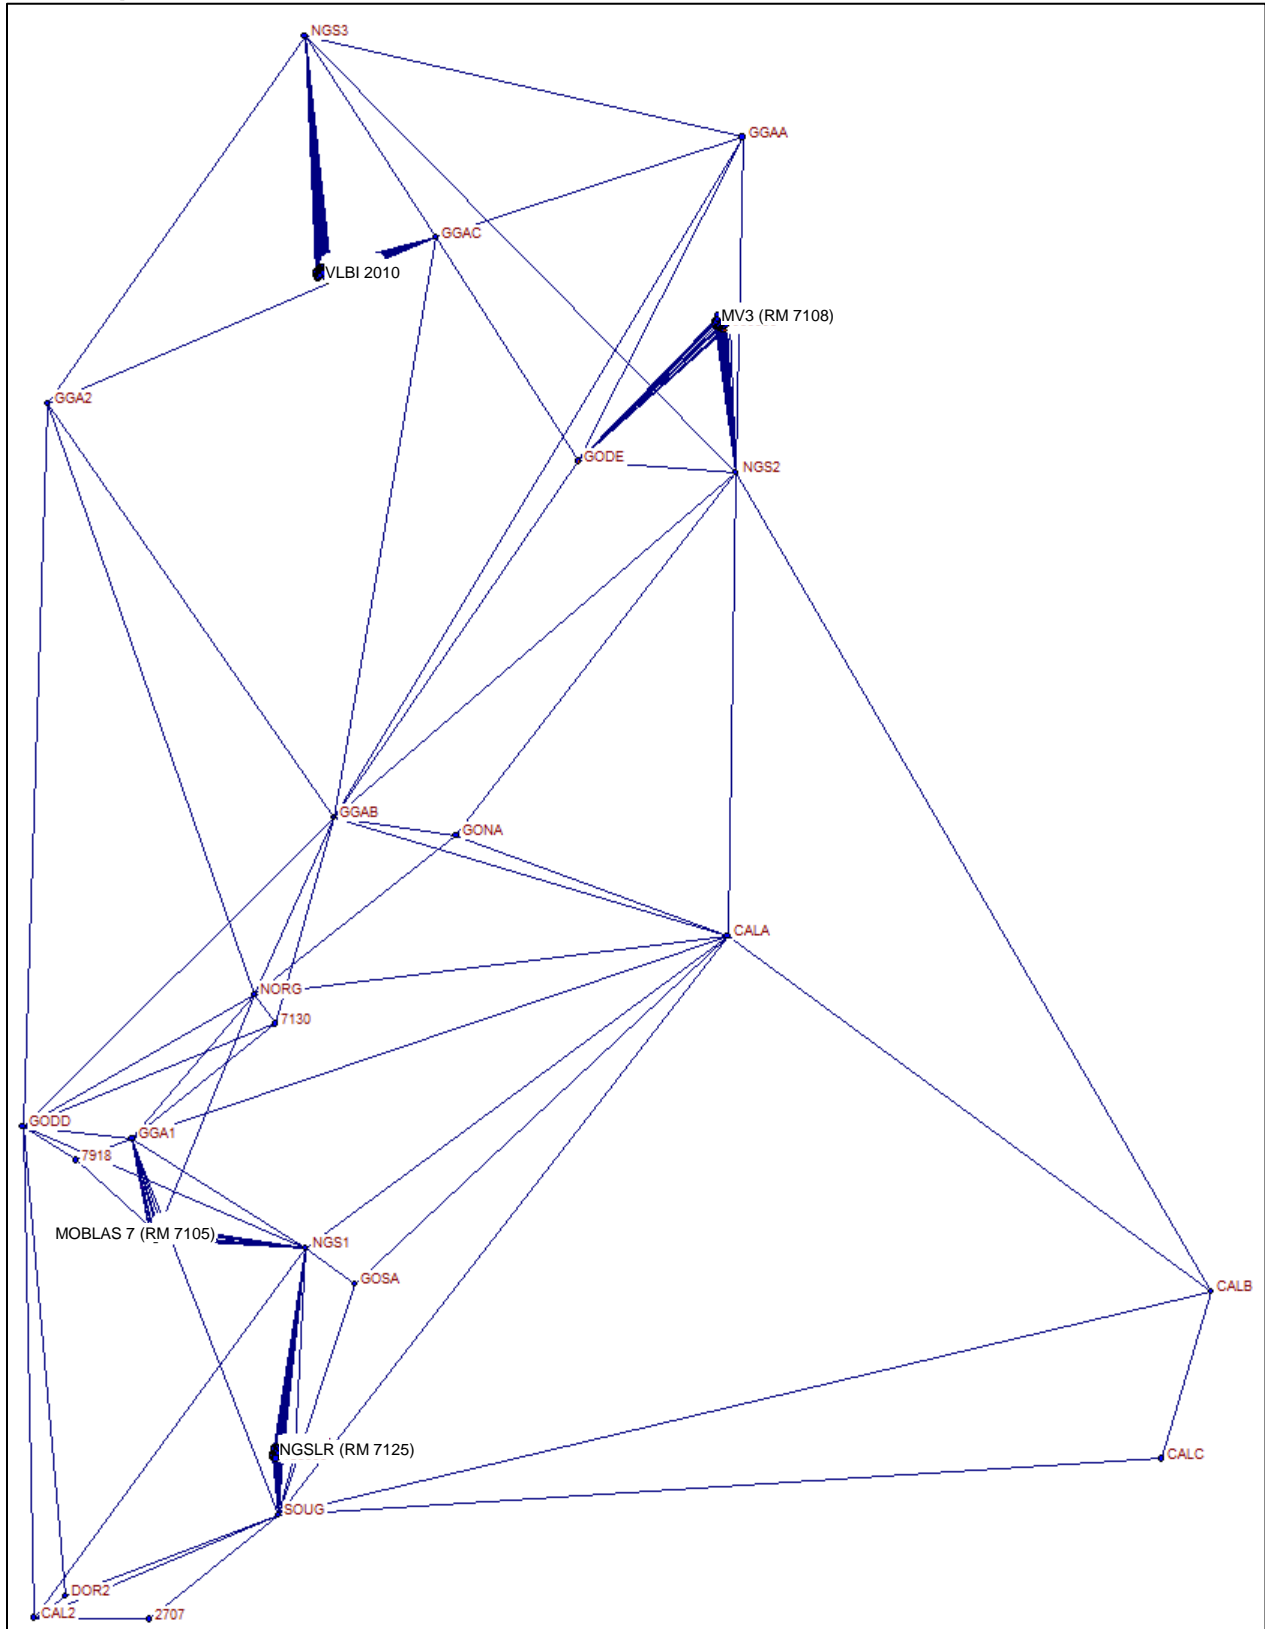 NGS3
GGAA
GGAC
VLBI 2010
MV3 (RM 7108)
GGA2
GODE
NGS2
GGAB
GONA
CALA
NORG
7130
GODD
GGA1
7918
MOBLAS 7 (RM 7105)
NGS1
GOSA
CALB
NGSLR (RM 7125)
CALC
SOUG
DOR2
CAL2
2707